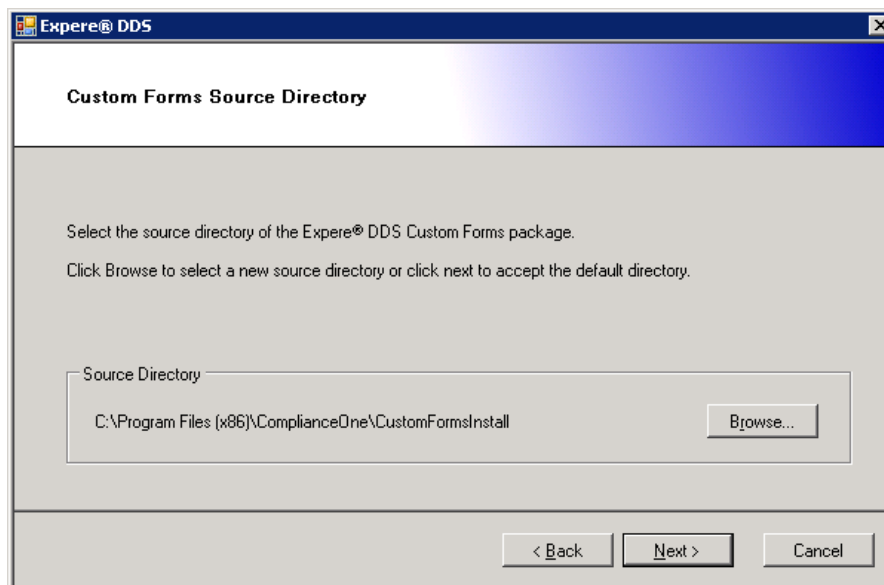 Expere® DDS
Custom Forms Source Directory
Select the source directory of the Expere® DDS Custom Forms package.
Click Browse to select a new source directory or click next to accept the default directory.
Source Directory
C:\Program Files (x86)\ComplianceOne\CustomFormsInstall
Browse...
< Back
Next >
Cancel